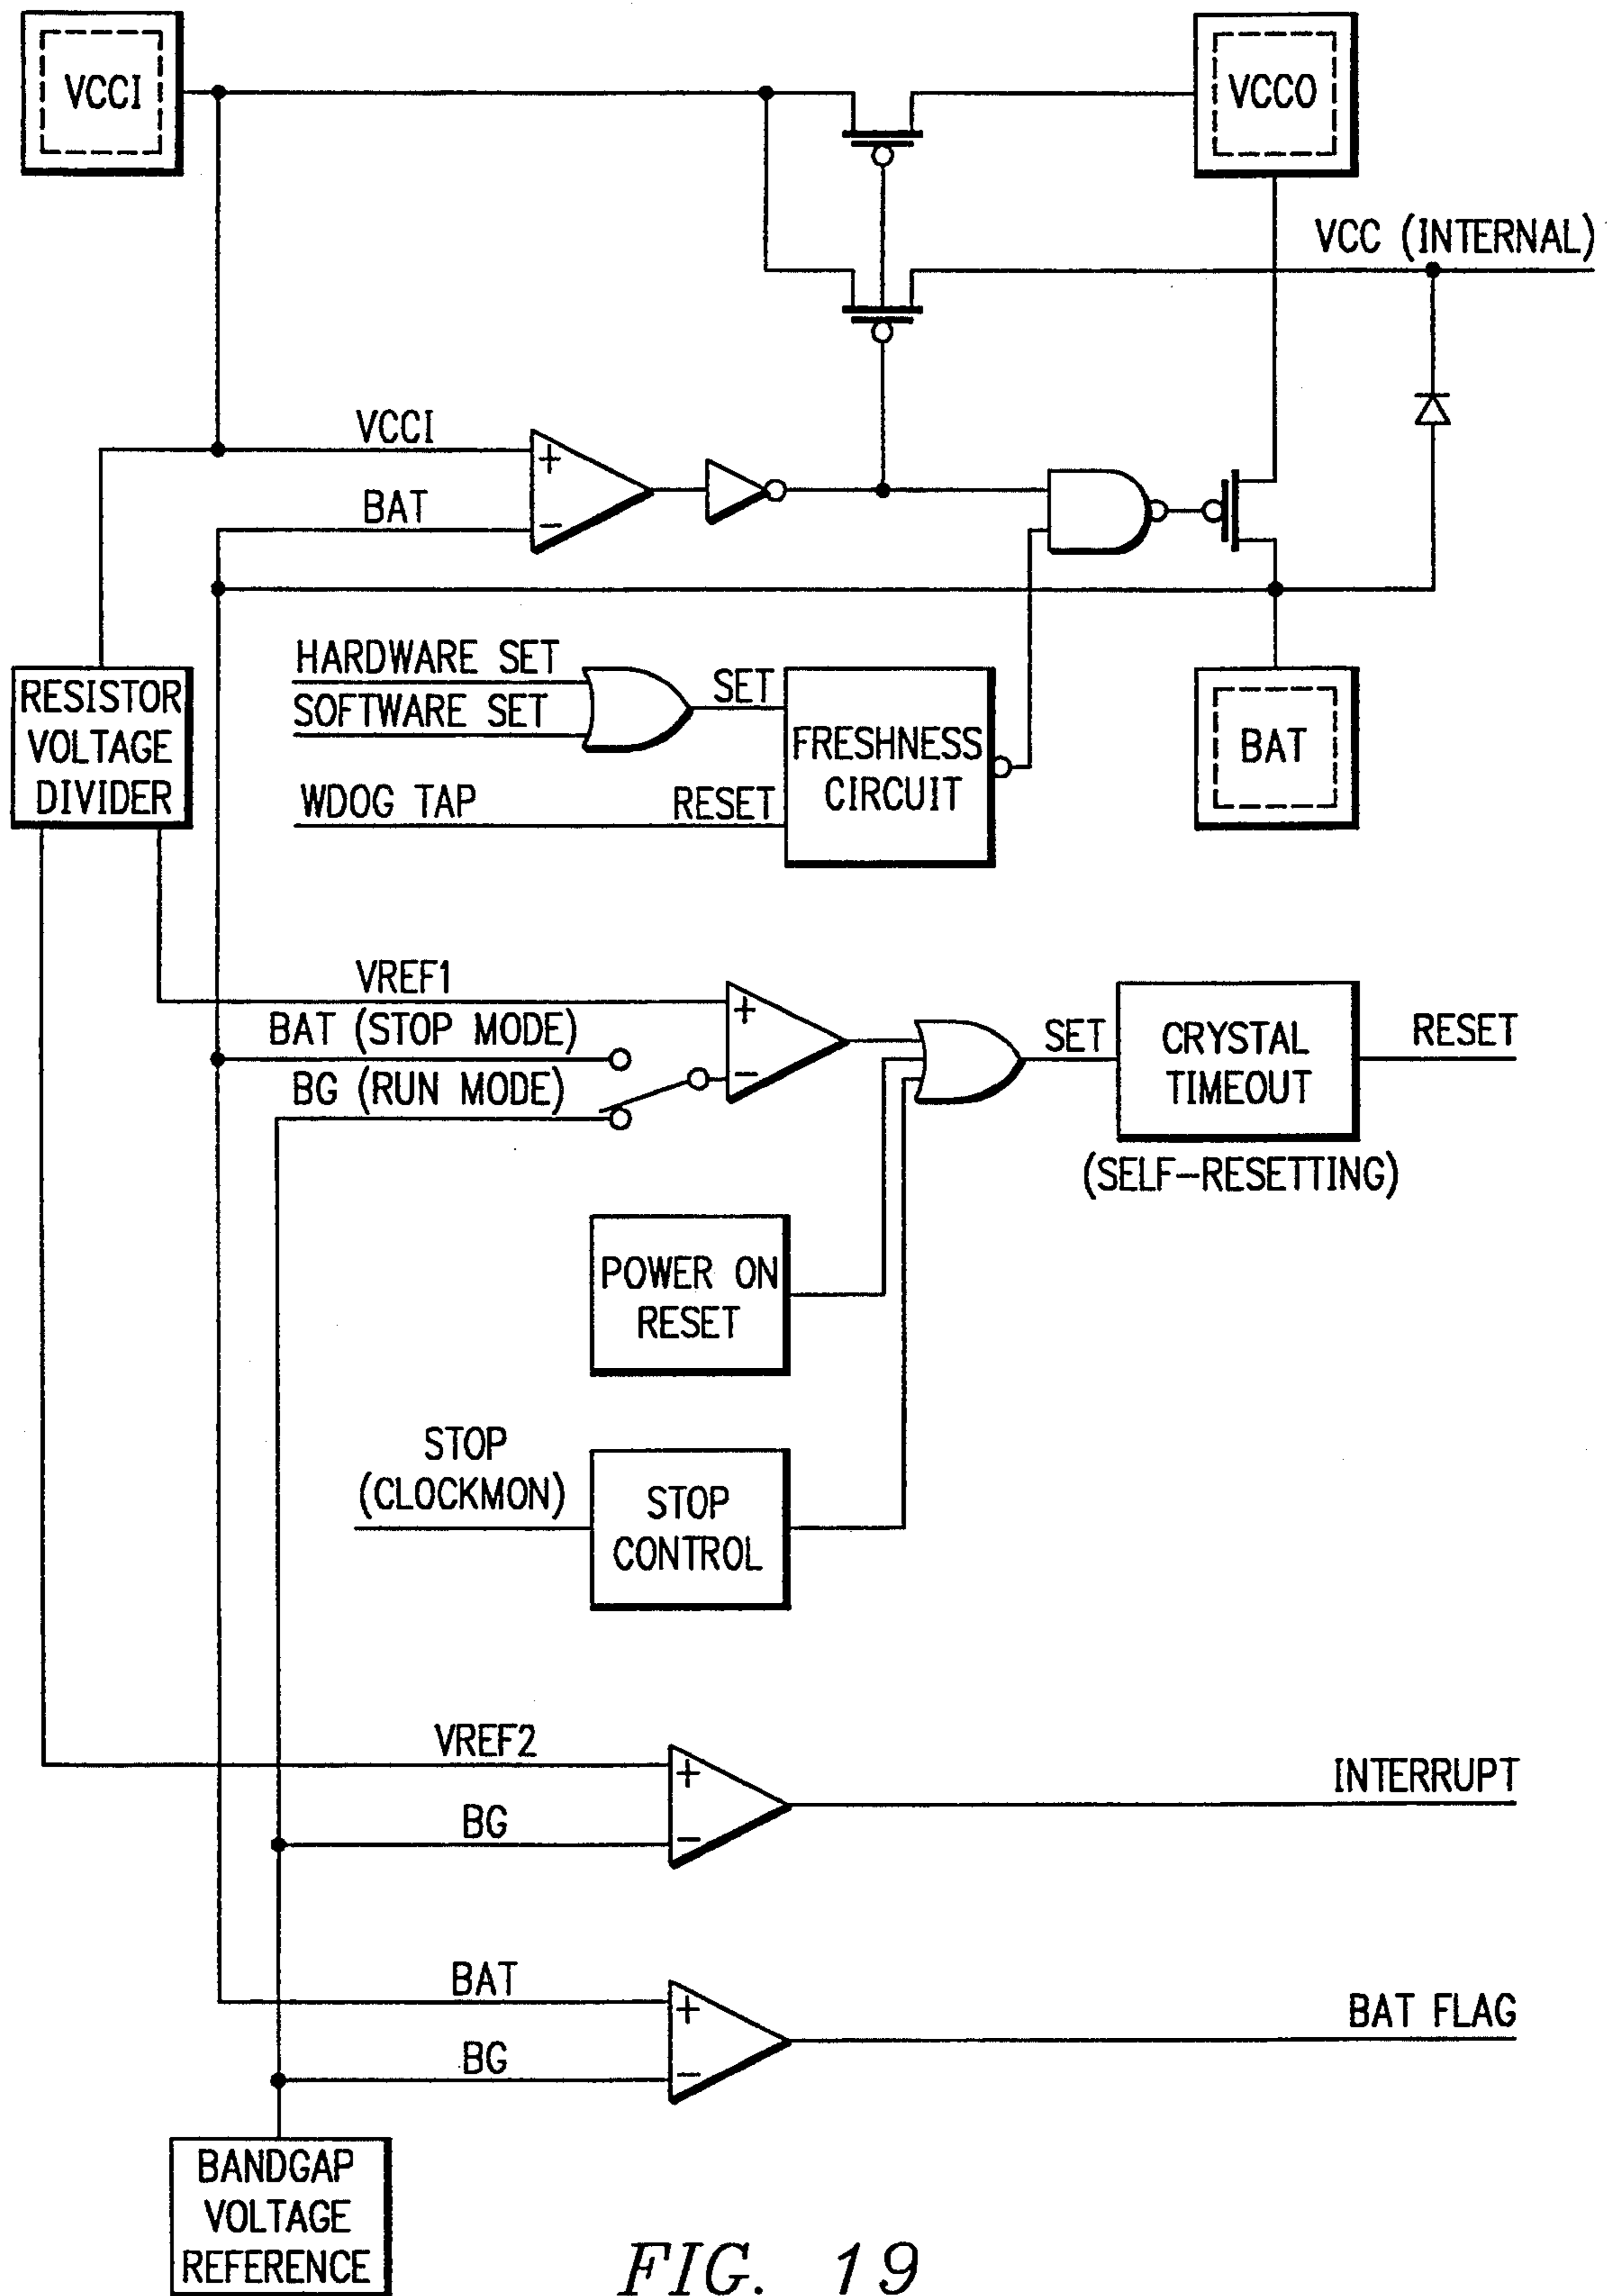 VCCI
VCCO
VCC (INTERNAL)
VCCI
+
BAT
−
HARDWARE SET
SOFTWARE SET
SET
WDOG TAP
RESET
FRESHNESS
CIRCUIT
BAT
RESISTOR
VOLTAGE
DIVIDER
VREF1
+
BAT (STOP MODE)
BG (RUN MODE)
−
SET
CRYSTAL
TIMEOUT
RESET
(SELF-RESETTING)
POWER ON
RESET
STOP
(CLOCKMON)
STOP
CONTROL
VREF2
+
BG
−
INTERRUPT
BAT
+
BG
−
BAT FLAG
BANDGAP
VOLTAGE
REFERENCE
FIG. 19